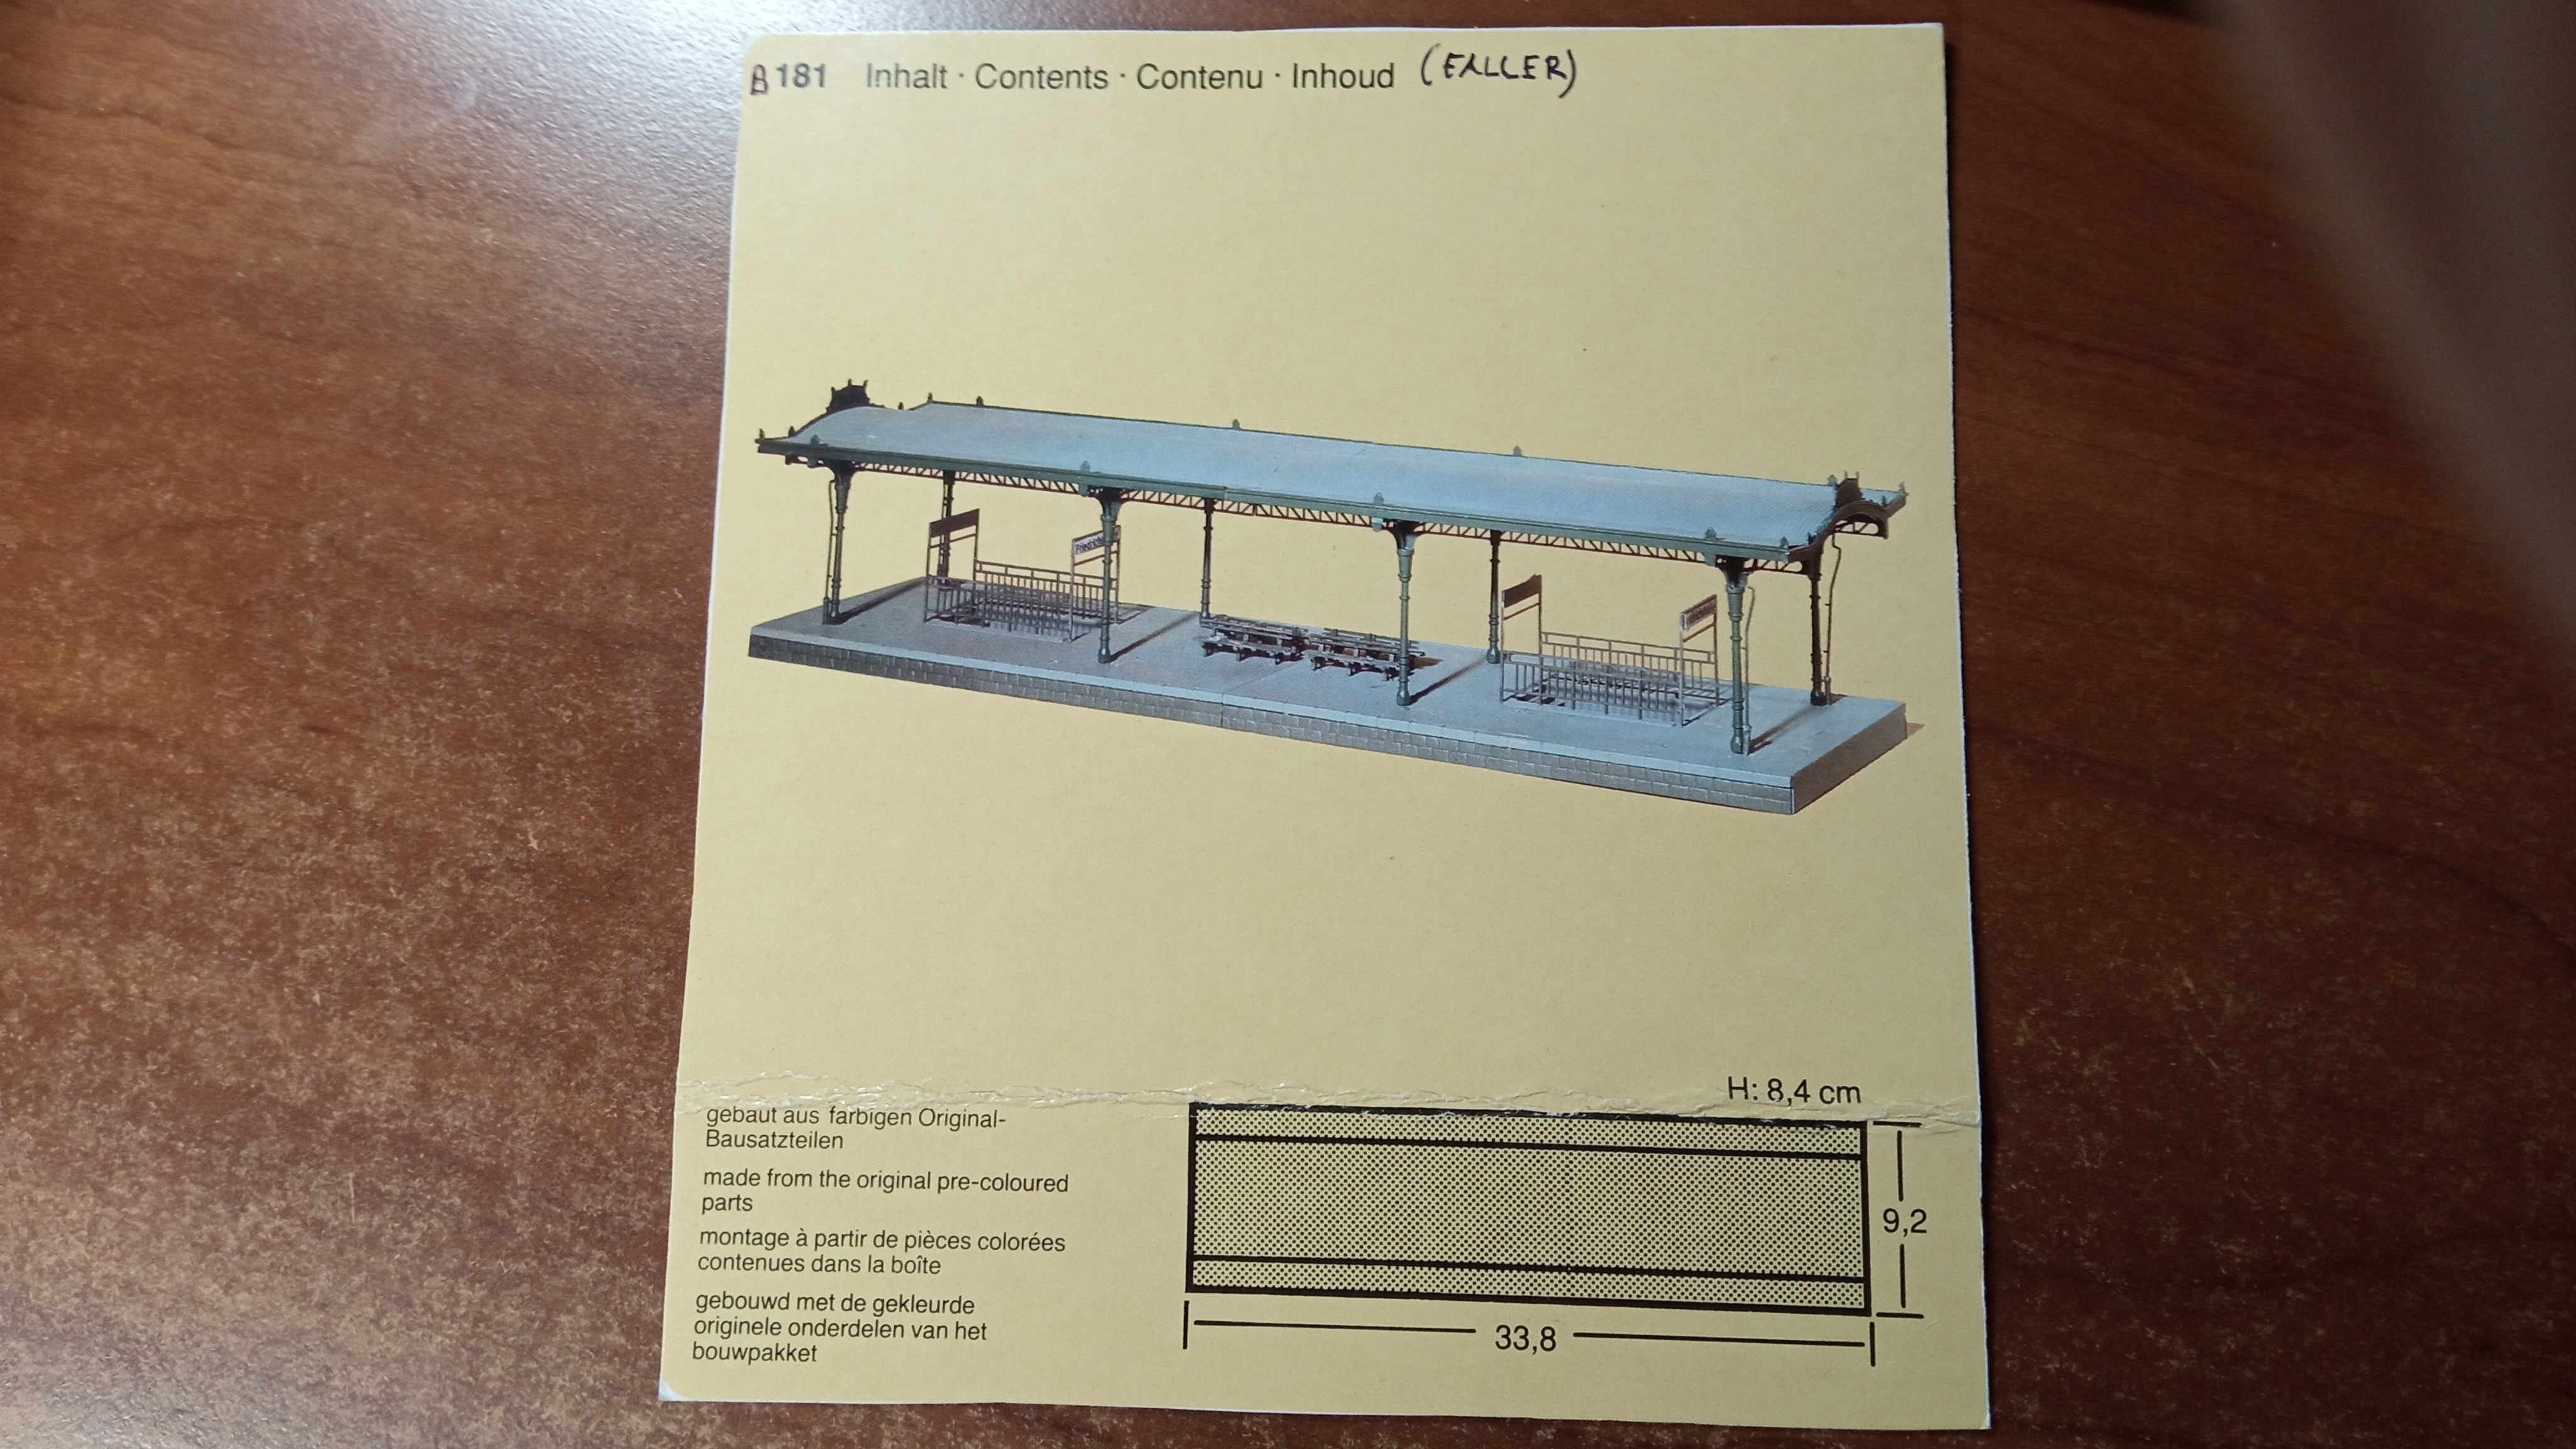 B181 Inhalt · Contents · Contenu · Inhoud (FALLER)
H: 8,4 cm
gebaut aus farbigen Original-
Bausatzteilen
made from the original pre-coloured
parts
montage à partir de pièces colorées
contenues dans la boîte
gebouwd met de gekleurde
originele onderdelen van het
bouwpakket
9,2
33,8